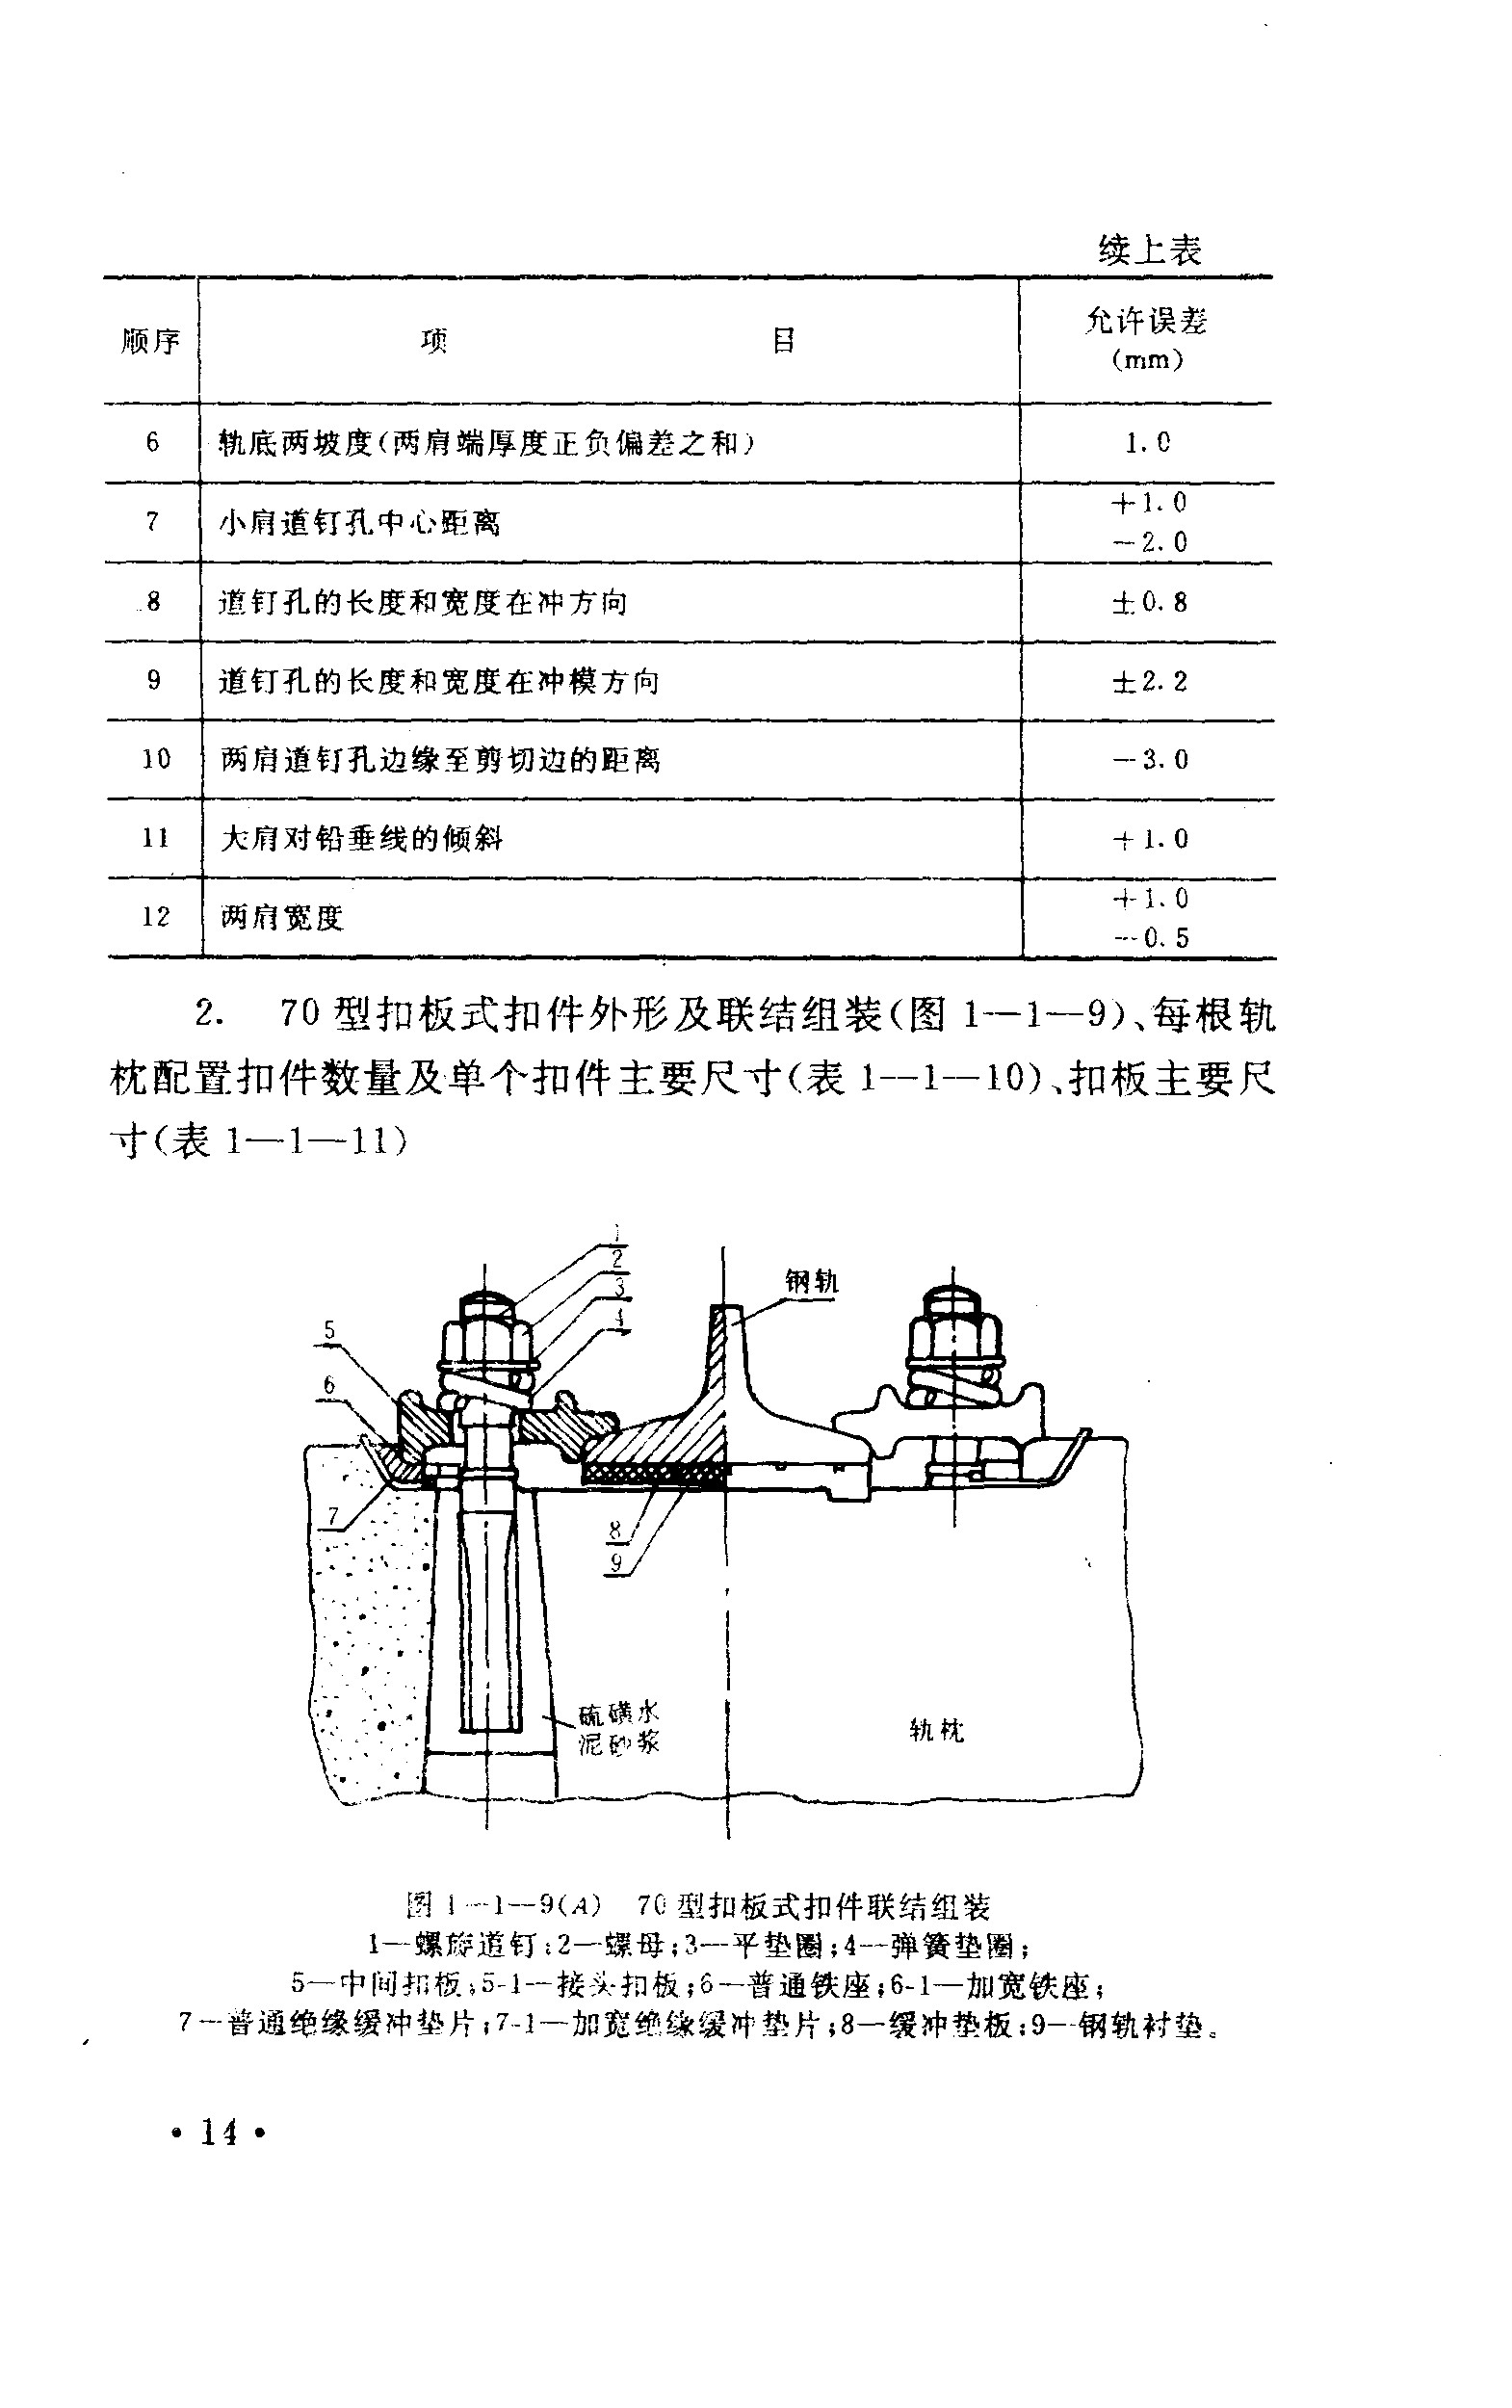 续上表
顺序 项 目 允许误差
(mm)
6 轨底两坡度(两肩端厚度正负偏差之和) 1.0
7 小肩道钉孔中心距离 +1.0
－2.0
8 道钉孔的长度和宽度在冲方向 ±0.8
9 道钉孔的长度和宽度在冲模方向 ±2.2
10 两肩道钉孔边缘至剪切边的距离 －3.0
11 大肩对铅垂线的倾斜 +1.0
12 两肩宽度 +1.0
－0.5
2. 70型扣板式扣件外形及联结组装(图1—1—9)、每根轨
枕配置扣件数量及单个扣件主要尺寸(表1—1—10)、扣板主要尺
寸(表1—1—11)
1
2
3
4
钢轨
5
6
7
8
9
硫磺水
泥砂浆
轨枕
图1—1—9(A) 70型扣板式扣件联结组装
1—螺旋道钉;2—螺母;3—平垫圈;4—弹簧垫圈;
5—中间扣板;5-1—接头扣板;6—普通铁座;6-1—加宽铁座;
7—普通绝缘缓冲垫片;7-1—加宽绝缘缓冲垫片;8—缓冲垫板;9—钢轨衬垫。
·14·